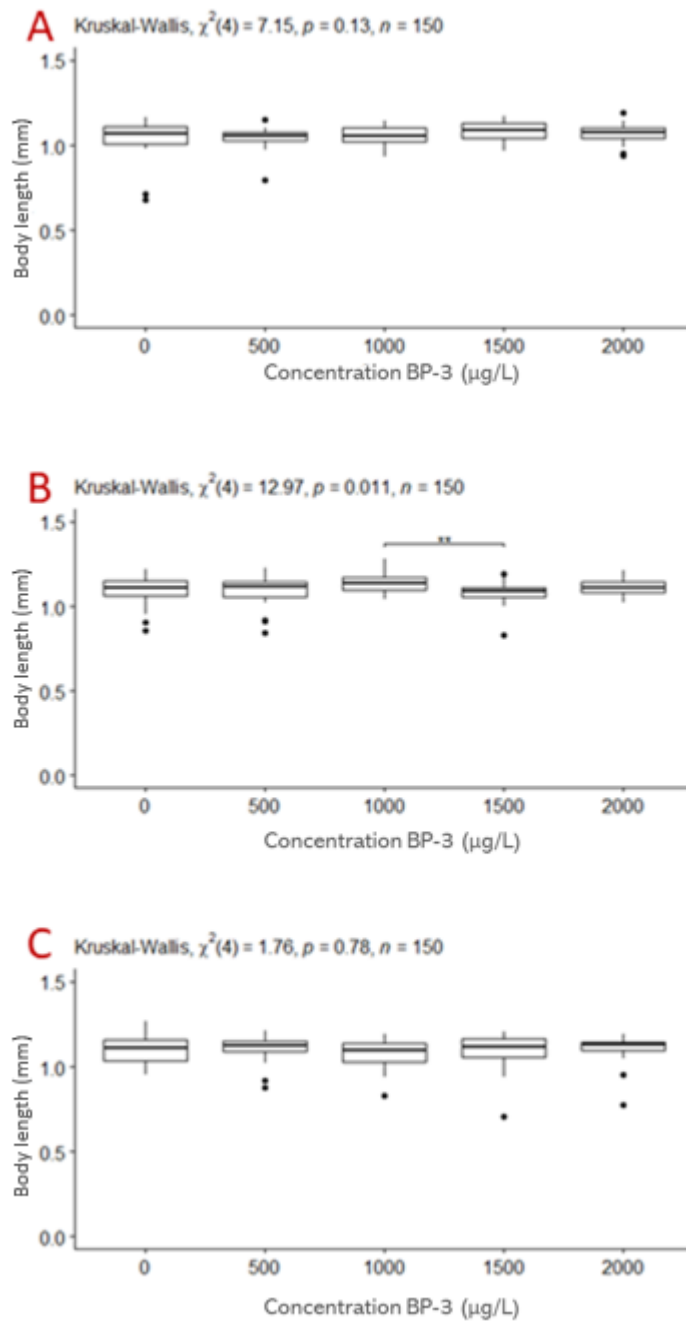 A Kruskal-Wallis, χ²(4) = 7.15, p = 0.13, n = 150
1.5
1.0
0.5
0.0
Body length (mm)
0 500 1000 1500 2000
Concentration BP-3 (µg/L)
B Kruskal-Wallis, χ²(4) = 12.97, p = 0.011, n = 150
**
1.5
1.0
0.5
0.0
Body length (mm)
0 500 1000 1500 2000
Concentration BP-3 (µg/L)
C Kruskal-Wallis, χ²(4) = 1.76, p = 0.78, n = 150
1.5
1.0
0.5
0.0
Body length (mm)
0 500 1000 1500 2000
Concentration BP-3 (µg/L)